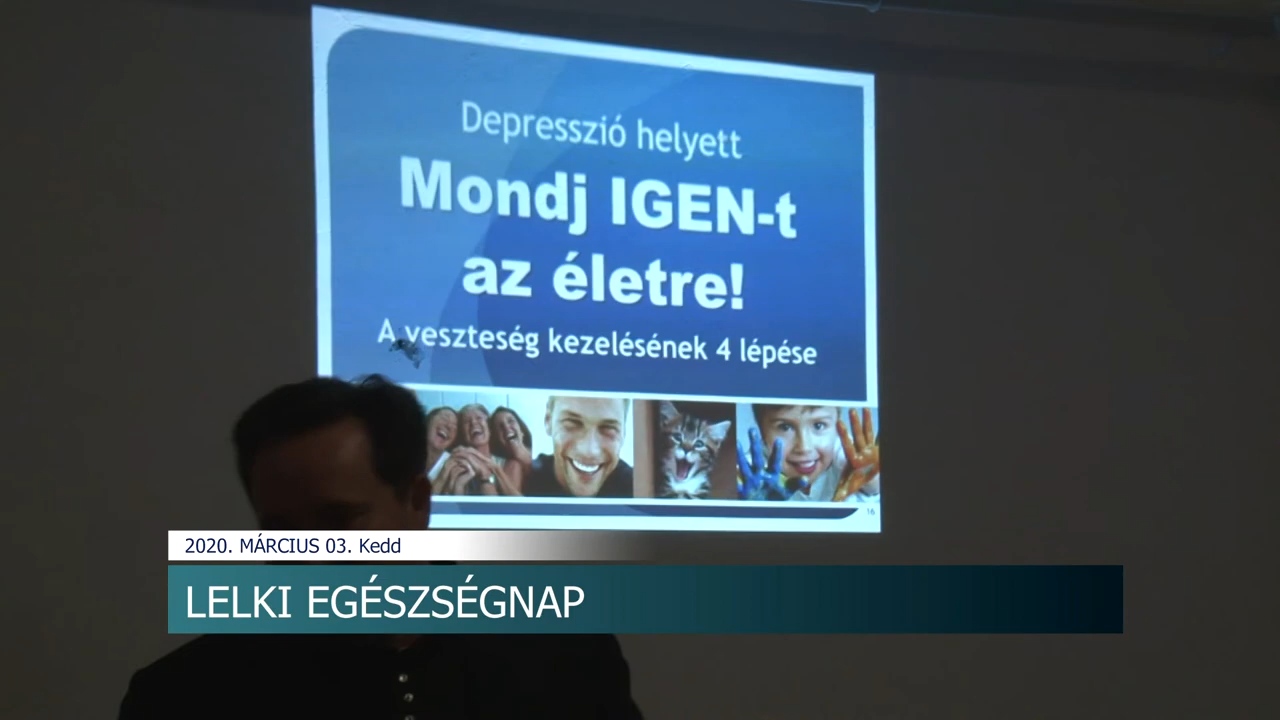 Depresszió helyett
Mondj IGEN-t
az életre!
A veszteség kezelésének 4 lépése
16
2020. MÁRCIUS 03. Kedd
LELKI EGÉSZSÉGNAP